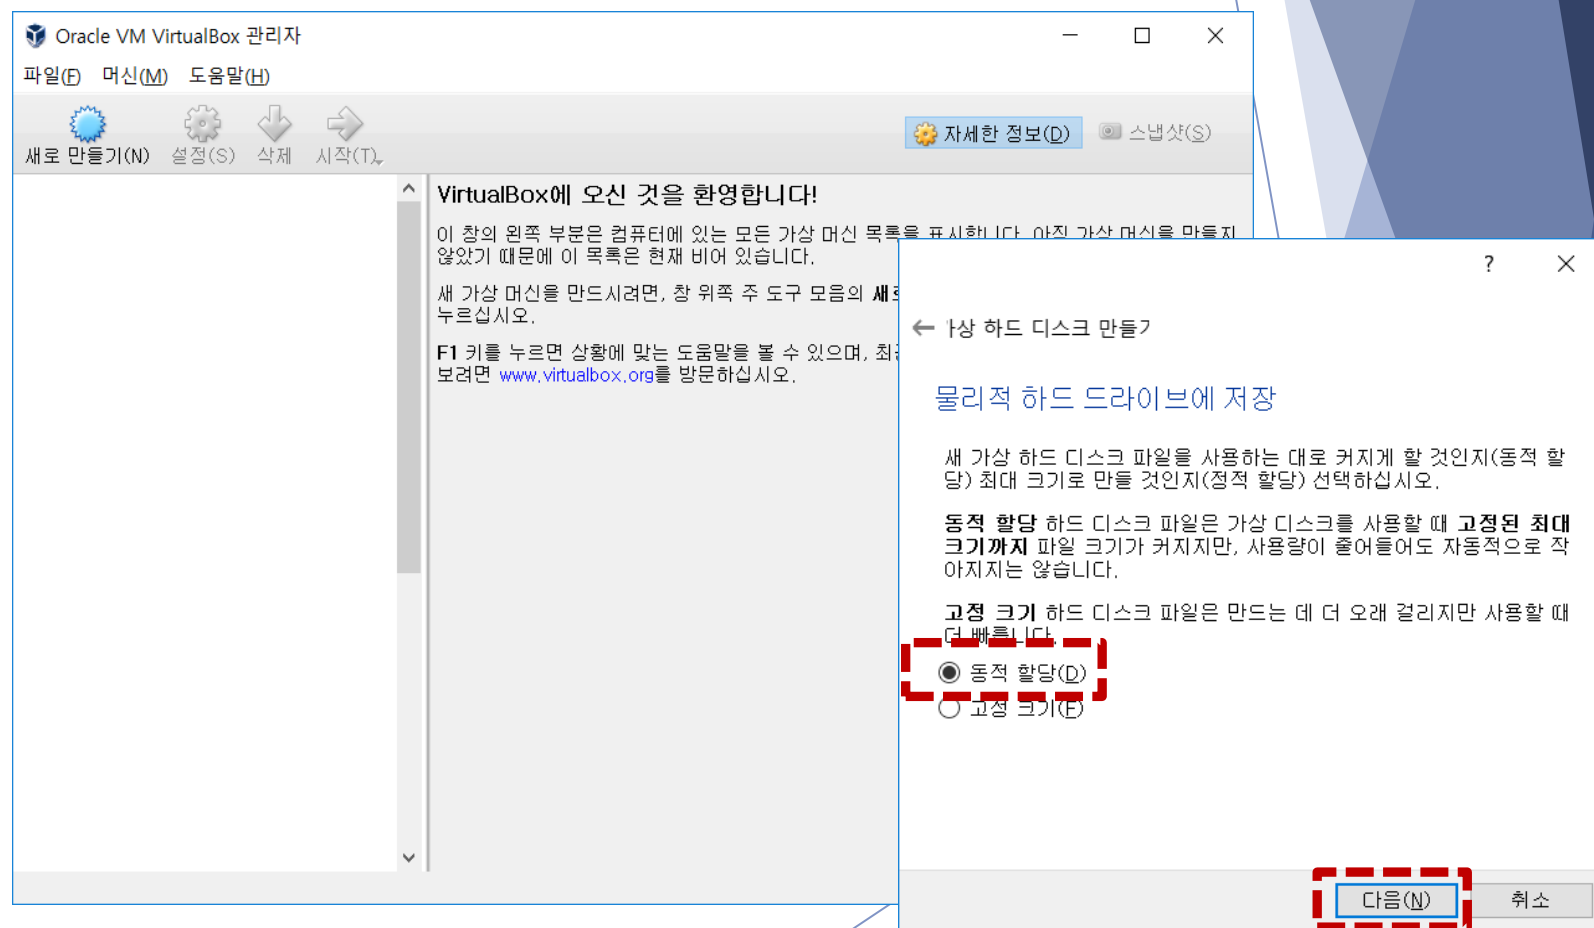 Oracle VM VirtualBox 관리자
파일(F) 머신(M) 도움말(H)
새로 만들기(N) 설정(S) 삭제 시작(T)
자세한 정보(D) 스냅샷(S)
VirtualBox에 오신 것을 환영합니다!
이 창의 왼쪽 부분은 컴퓨터에 있는 모든 가상 머신 목록을 표시합니다. 아직 가상 머신을 만들지
않았기 때문에 이 목록은 현재 비어 있습니다.
새 가상 머신을 만드시려면, 창 위쪽 주 도구 모음의
누르십시오.
F1 키를 누르면 상황에 맞는 도움말을 볼 수 있으며,
보려면 www.virtualbox.org를 방문하십시오.
?
상 하드 디스크 만들
물리적 하드 드라이브에 저장
새 가상 하드 디스크 파일을 사용하는 대로 커지게 할 것인지(동적 할
당) 최대 크기로 만들 것인지(정적 할당) 선택하십시오.
동적 할당 하드 디스크 파일은 가상 디스크를 사용할 때 고정된 최대
크기까지 파일 크기가 커지지만, 사용량이 줄어들어도 자동적으로 작
아지지는 않습니다.
고정 크기 하드 디스크 파일은 만드는 데 더 오래 걸리지만 사용할 때
더 빠릅니다.
동적 할당(D)
고정 크기(F)
다음(N) 취소